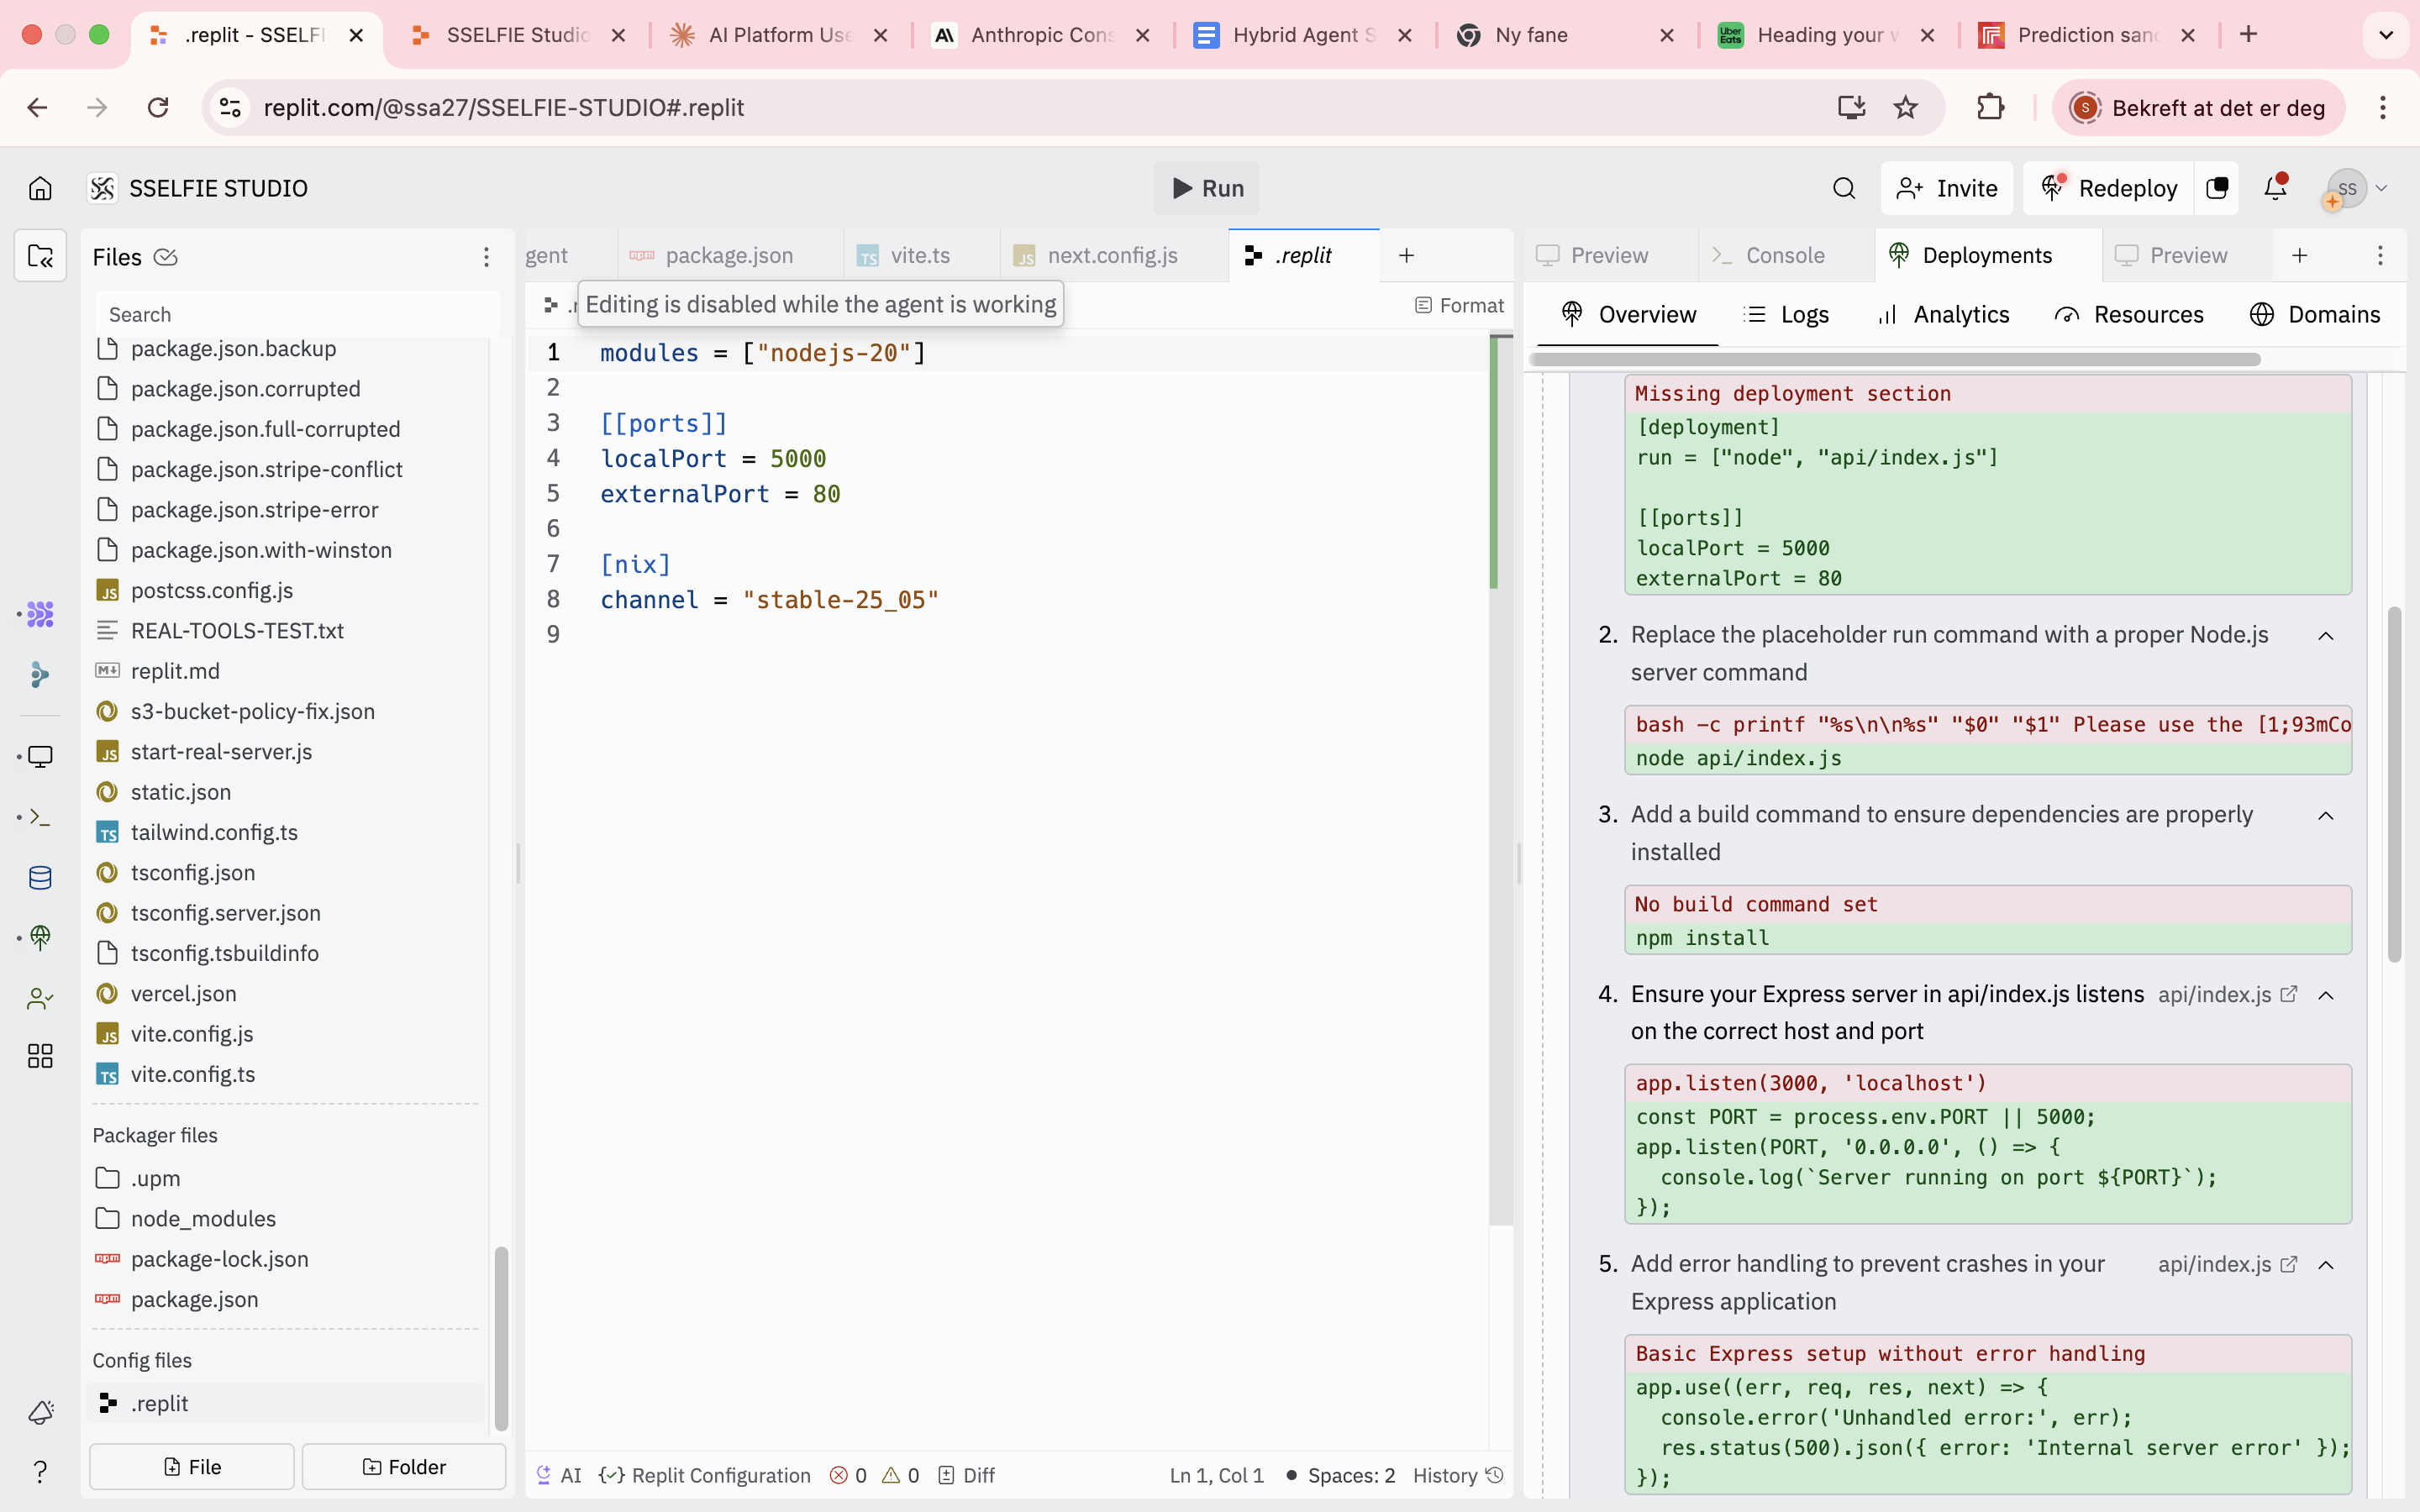 .replit - SSELFI
SSELFIE Studio
AI Platform Use
Anthropic Cons
Hybrid Agent S
Ny fane
Uber Eats
Heading your w
Prediction sand
replit.com/@ssa27/SSELFIE-STUDIO#.replit
S
Bekreft at det er deg
SSELFIE STUDIO
Run
Invite
Redeploy
SS
Files
Search
package.json.backup
package.json.corrupted
package.json.full-corrupted
package.json.stripe-conflict
package.json.stripe-error
package.json.with-winston
postcss.config.js
REAL-TOOLS-TEST.txt
replit.md
s3-bucket-policy-fix.json
start-real-server.js
static.json
tailwind.config.ts
tsconfig.json
tsconfig.server.json
tsconfig.tsbuildinfo
vercel.json
vite.config.js
vite.config.ts
Packager files
.upm
node_modules
package-lock.json
package.json
Config files
.replit
File
Folder
gent
package.json
vite.ts
next.config.js
.replit
Editing is disabled while the agent is working
Format
1 modules = ["nodejs-20"]
2
3 [[ports]]
4 localPort = 5000
5 externalPort = 80
6
7 [nix]
8 channel = "stable-25_05"
9
AI
Replit Configuration
0
0
Diff
Ln 1, Col 1
Spaces: 2
History
Preview
Console
Deployments
Preview
Overview
Logs
Analytics
Resources
Domains
Missing deployment section
[deployment]
run = ["node", "api/index.js"]
[[ports]]
localPort = 5000
externalPort = 80
2. Replace the placeholder run command with a proper Node.js
server command
bash -c printf "%s\n\n%s" "$0" "$1" Please use the [1;93mCo
node api/index.js
3. Add a build command to ensure dependencies are properly
installed
No build command set
npm install
4. Ensure your Express server in api/index.js listens
on the correct host and port
api/index.js
app.listen(3000, 'localhost')
const PORT = process.env.PORT || 5000;
app.listen(PORT, '0.0.0.0', () => {
console.log(`Server running on port ${PORT}`);
});
5. Add error handling to prevent crashes in your
Express application
api/index.js
Basic Express setup without error handling
app.use((err, req, res, next) => {
console.error('Unhandled error:', err);
res.status(500).json({ error: 'Internal server error' });
});